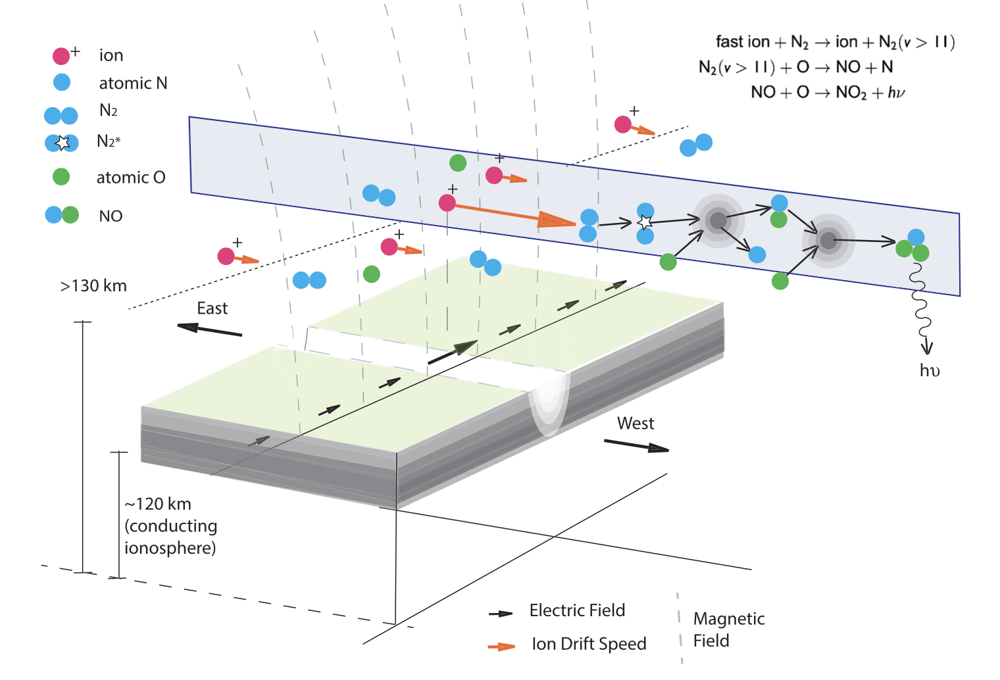 + ion
atomic N
N2
N2*
atomic O
NO
fast ion + N₂ → ion + N₂(v > 11)
N₂(v > 11) + O → NO + N
NO + O → NO₂ + hν
+
+
+
+
+
>130 km
East
hυ
West
~120 km
(conducting
ionosphere)
Electric Field
Ion Drift Speed
Magnetic
Field